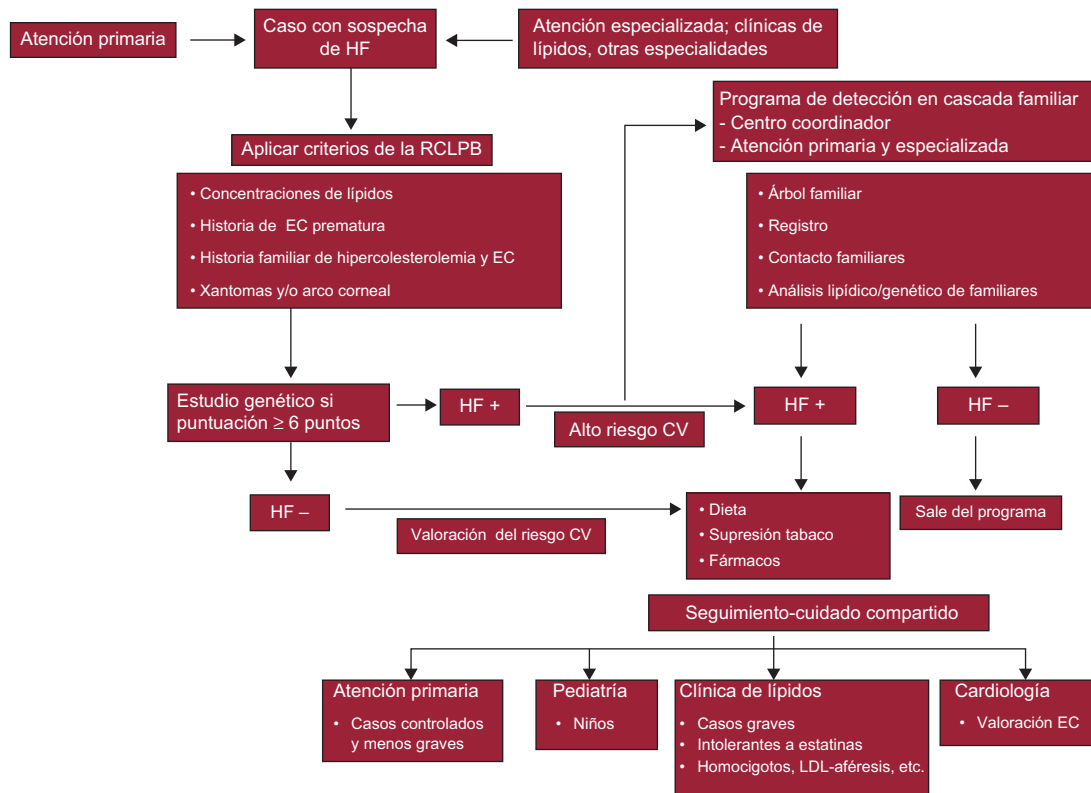 Atención primaria
Caso con sospecha
de HF
Atención especializada; clínicas de
lípidos, otras especialidades
Programa de detección en cascada familiar
- Centro coordinador
- Atención primaria y especializada
Aplicar criterios de la RCLPB
• Concentraciones de lípidos
• Historia de EC prematura
• Historia familiar de hipercolesterolemia y EC
• Xantomas y/o arco corneal
• Árbol familiar
• Registro
• Contacto familiares
• Análisis lipídico/genético de familiares
Estudio genético si
puntuación ≥ 6 puntos
HF +
Alto riesgo CV
HF +
HF –
HF –
Valoración del riesgo CV
• Dieta
• Supresión tabaco
• Fármacos
Sale del programa
Seguimiento-cuidado compartido
Atención primaria
• Casos controlados
y menos graves
Pediatría
• Niños
Clínica de lípidos
• Casos graves
• Intolerantes a estatinas
• Homocigotos, LDL-aféresis, etc.
Cardiología
• Valoración EC